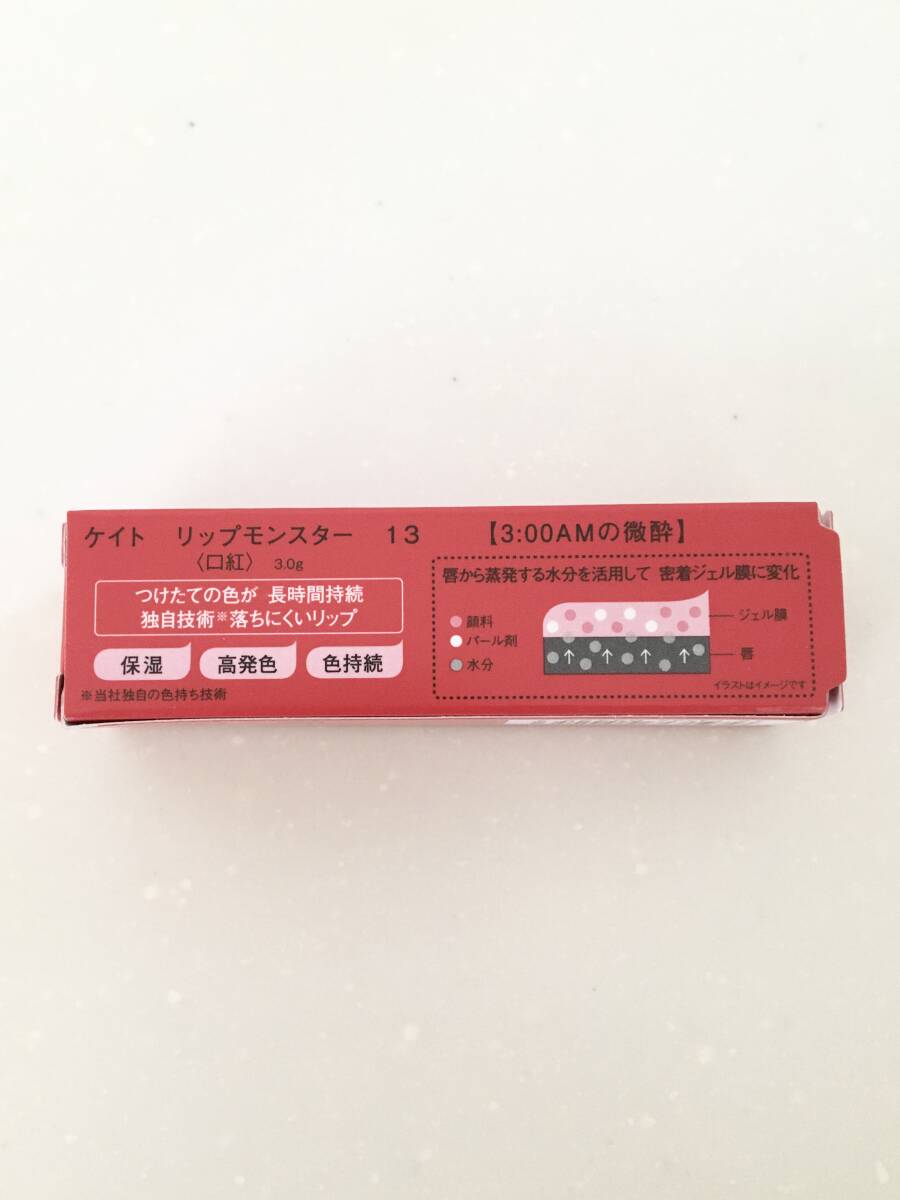 ケイト リップモンスター 13 【3:00AMの微酔】
〈口紅〉 3.0g
つけたての色が 長時間持続
独自技術※落ちにくいリップ
保湿 高発色 色持続
※当社独自の色持ち技術
唇から蒸発する水分を活用して 密着ジェル膜に変化
顔料
パール剤
水分
ジェル膜
唇
イラストはイメージです